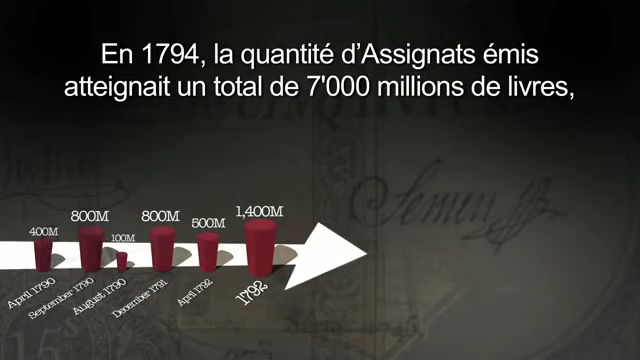 En 1794, la quantité d'Assignats émis
atteignait un total de 7'000 millions de livres,
400M
800M
100M
800M
500M
1,400M
April 1790
September 1790
August 1790
December 1791
April 1792
1792